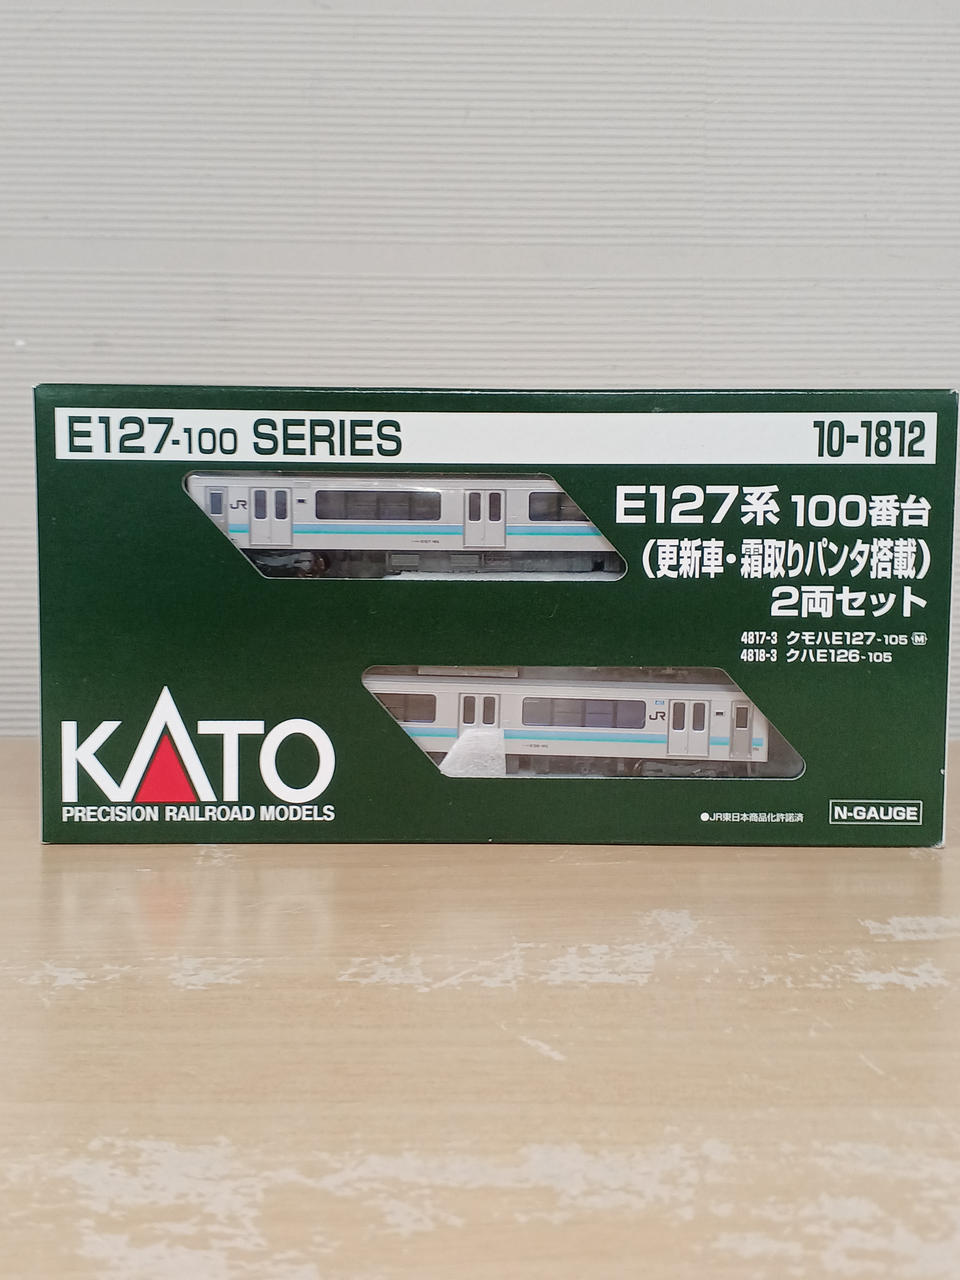 E127-100 SERIES
10-1812
JR
E127系 100番台
(更新車・霜取りパンタ搭載)
2両セット
4817-3 クモハE127-105 M
4818-3 クハE126-105
JR
KATO
PRECISION RAILROAD MODELS
●JR東日本商品化許諾済
N-GAUGE